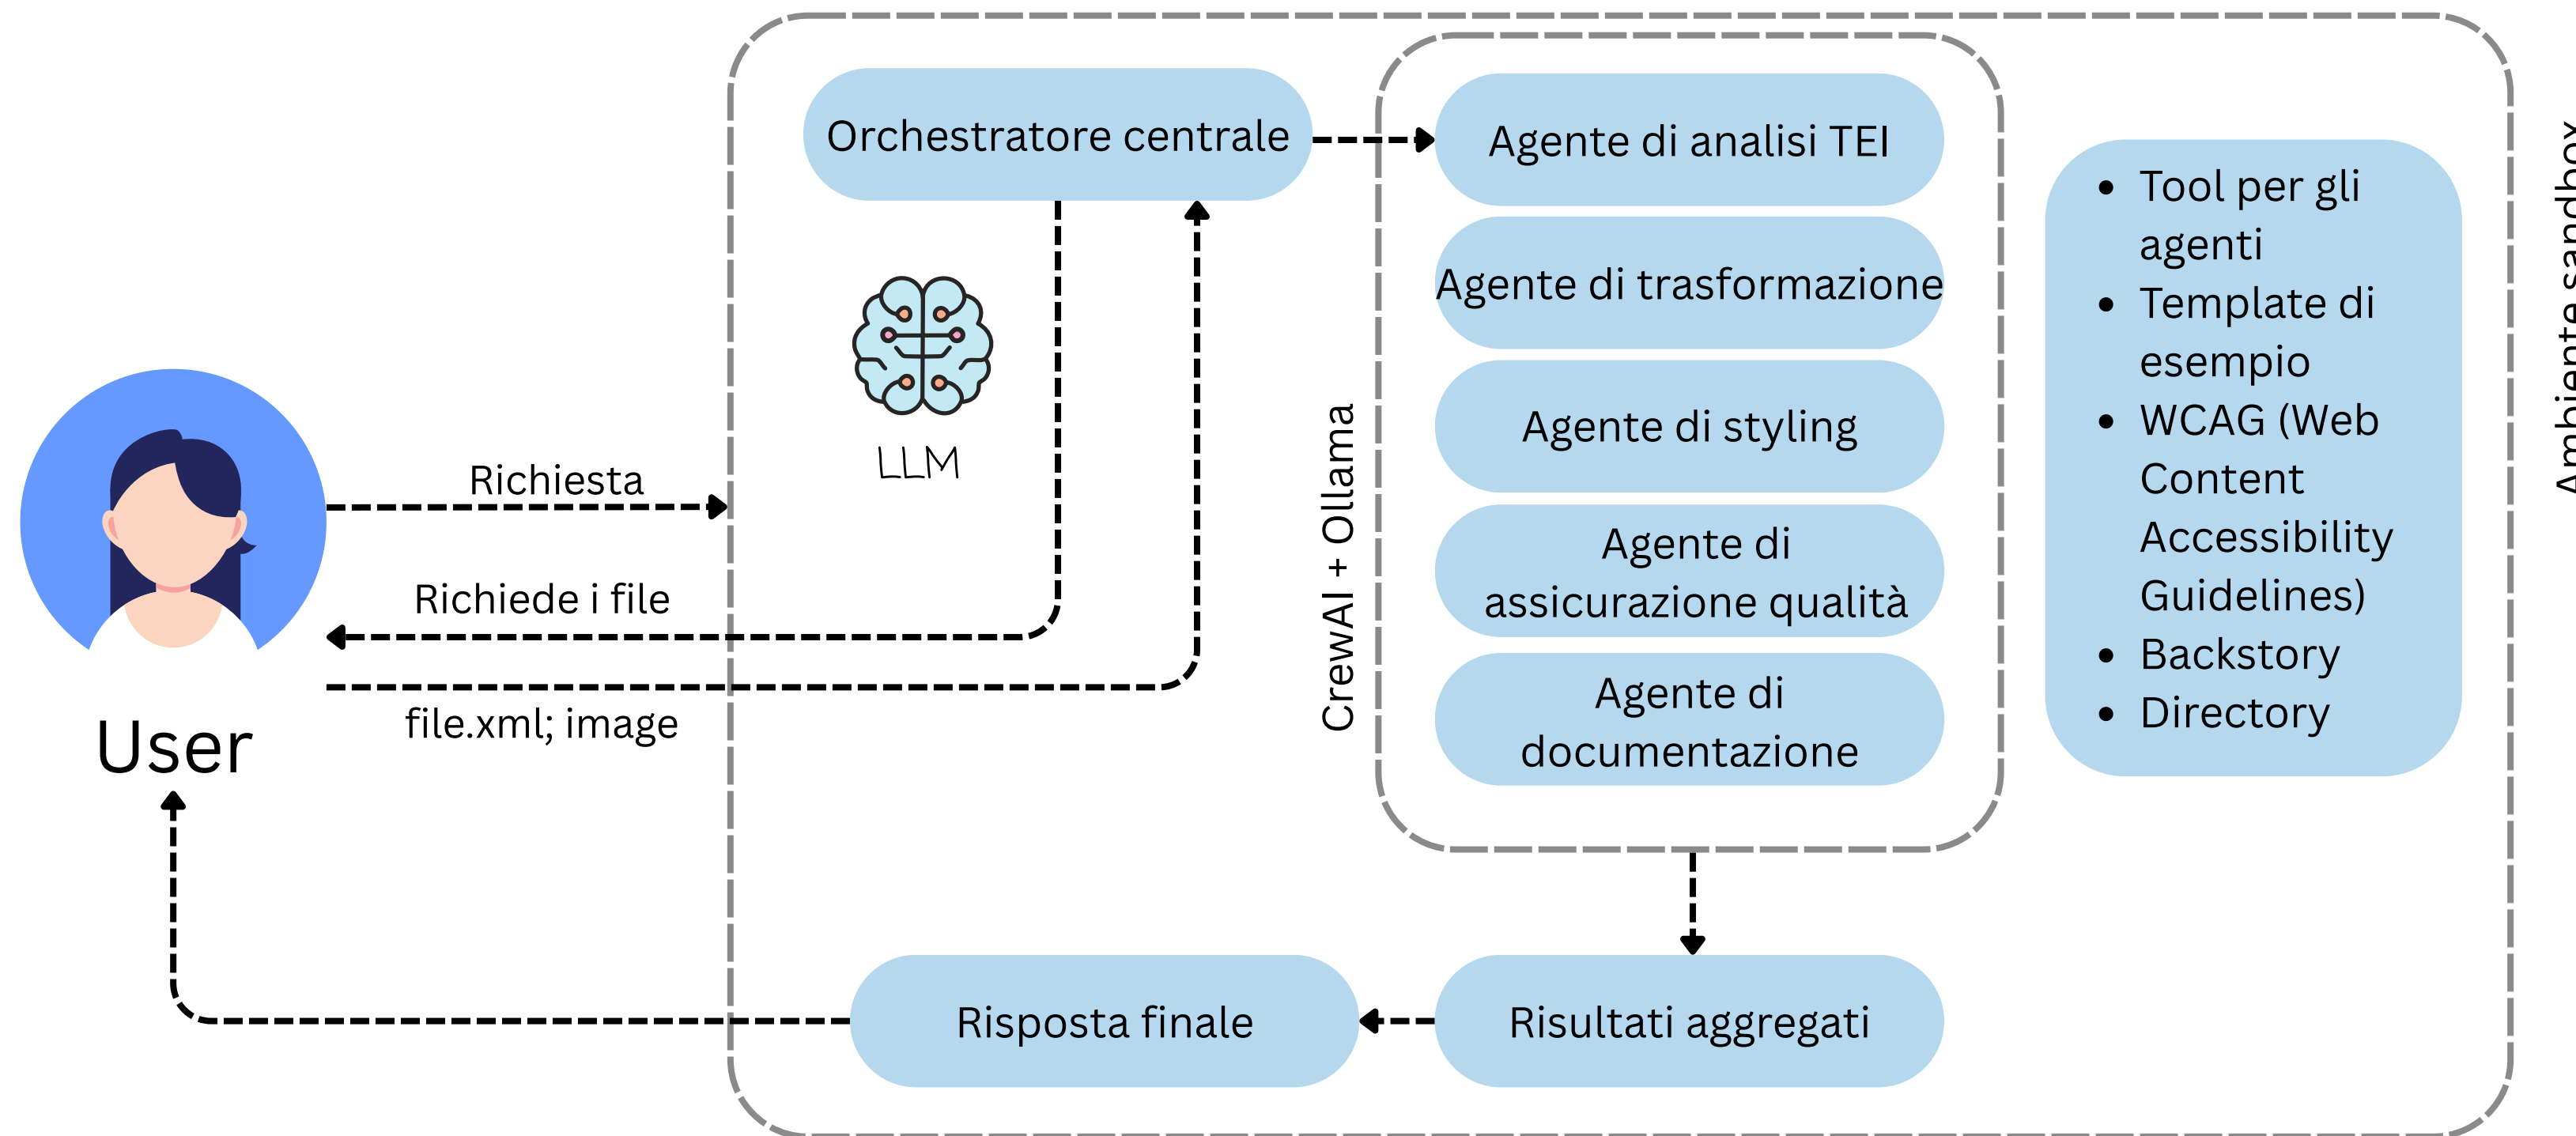 Orchestratore centrale
LLM
Richiesta
Richiede i file
file.xml; image
User
CrewAI + Ollama
Agente di analisi TEI
Agente di trasformazione
Agente di styling
Agente di
assicurazione qualità
Agente di
documentazione
• Tool per gli
agenti
• Template di
esempio
• WCAG (Web
Content
Accessibility
Guidelines)
• Backstory
• Directory
Ambiente sandbox
Risultati aggregati
Risposta finale